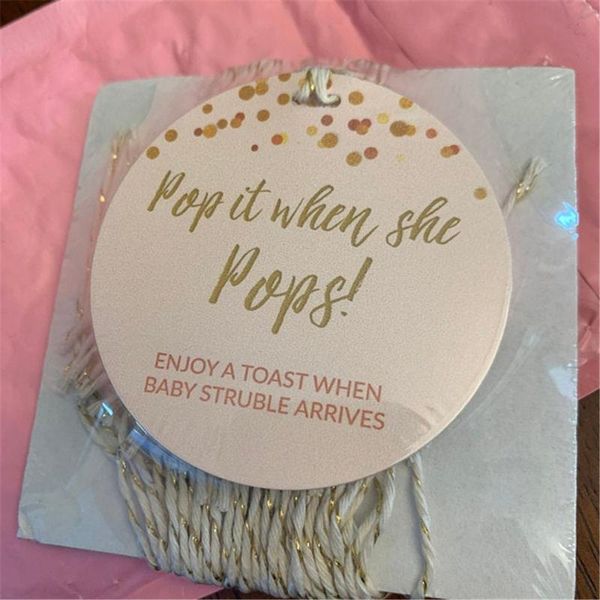 Pop it when she
Pops!
ENJOY A TOAST WHEN
BABY STRUBLE ARRIVES